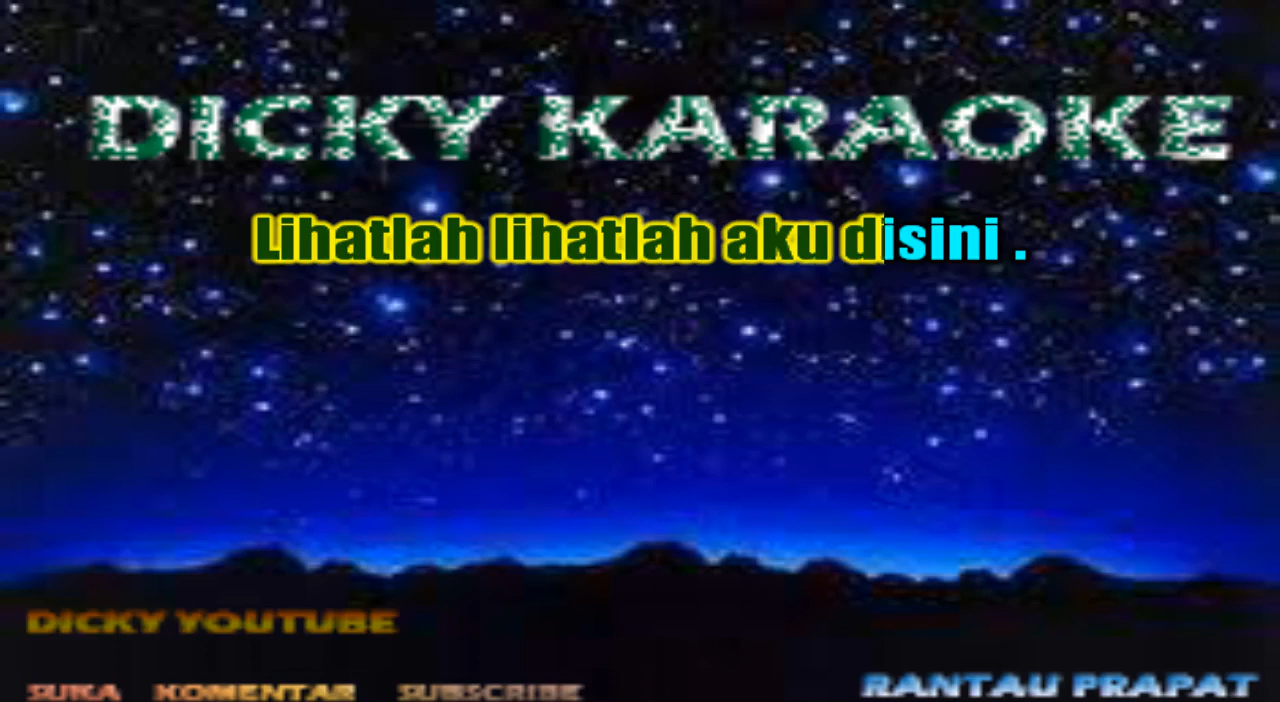 DICKY KARAOKE
Lihatlah lihatlah aku disini .
DICKY YOUTUBE
SUKA KOMENTAR SUBSCRIBE
RANTAU PRAPAT